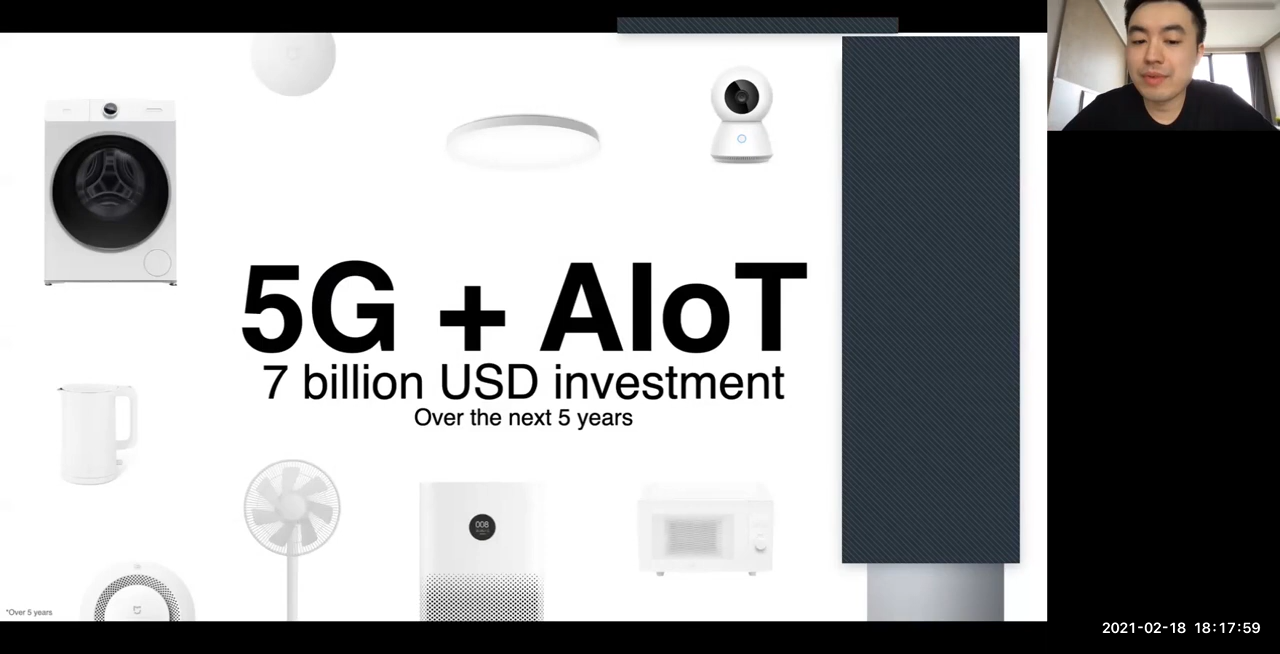 5G + AIoT
7 billion USD investment
Over the next 5 years
008
*Over 5 years
2021-02-18 18:17:59